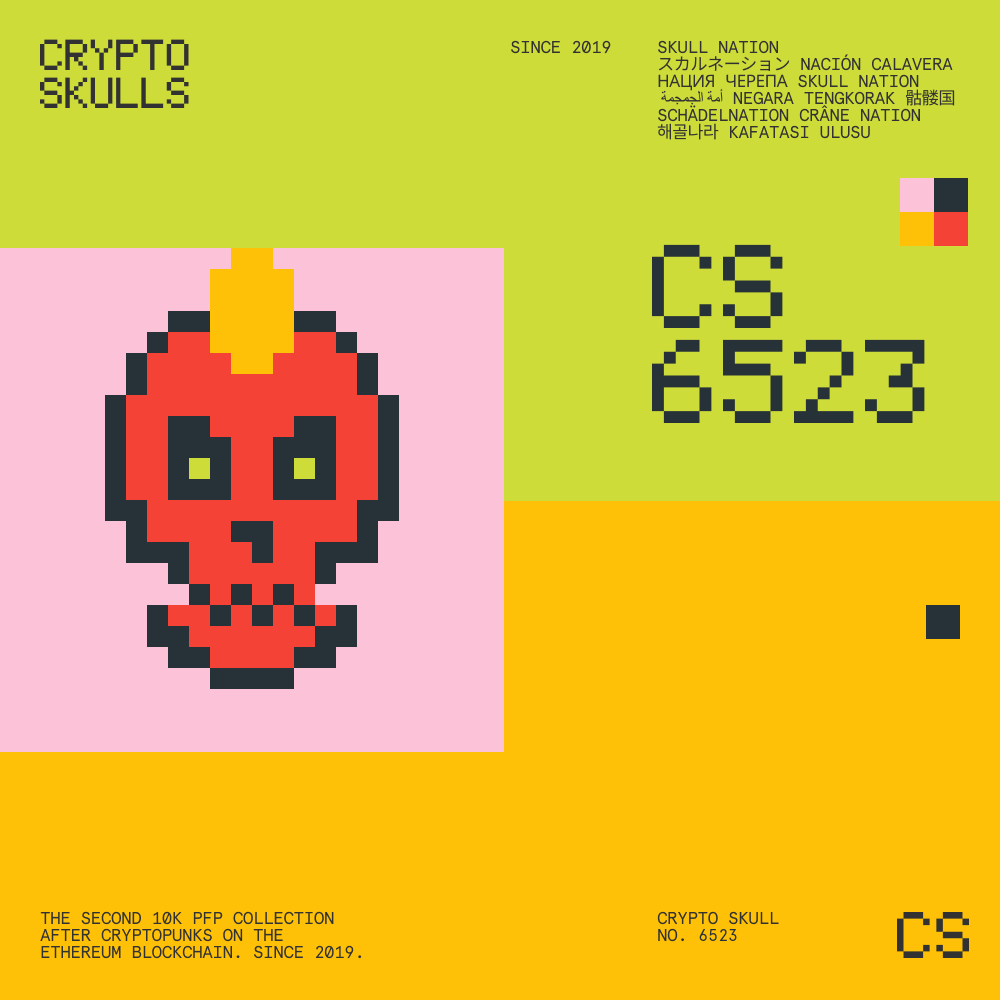 CRYPTO
SKULLS
SINCE 2019
SKULL NATION
スカルネーション NACIÓN CALAVERA
НАЦИЯ ЧЕРЕПА SKULL NATION
أمة الجمجمة NEGARA TENGKORAK 骷髅国
SCHÄDELNATION CRÂNE NATION
해골나라 KAFATASI ULUSU
CS
6523
THE SECOND 10K PFP COLLECTION
AFTER CRYPTOPUNKS ON THE
ETHEREUM BLOCKCHAIN. SINCE 2019.
CRYPTO SKULL
NO. 6523
CS